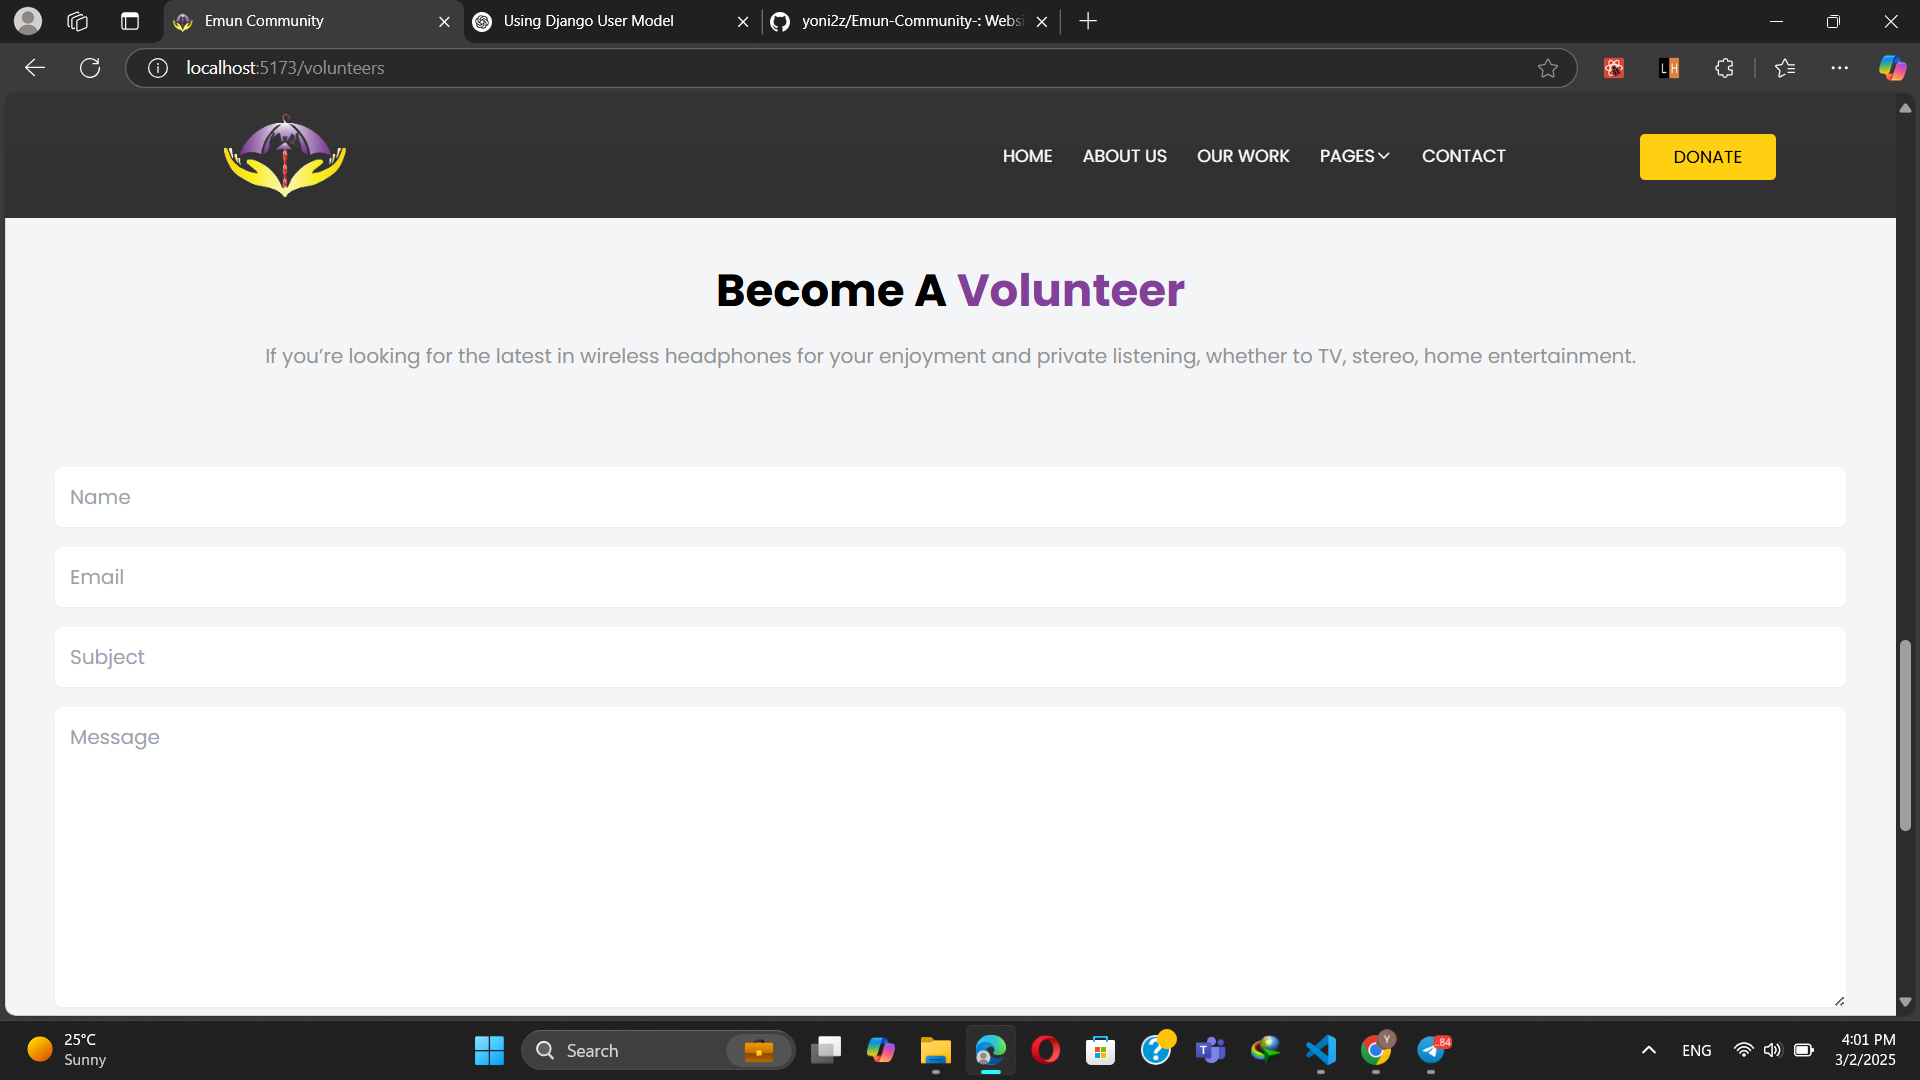 Emun Community
Using Django User Model
yoni2z/Emun-Community-: Websi
localhost:5173/volunteers
L H
HOME ABOUT US OUR WORK PAGES CONTACT DONATE
Become A Volunteer
If you’re looking for the latest in wireless headphones for your enjoyment and private listening, whether to TV, stereo, home entertainment.
Name
Email
Subject
Message
25°C
Sunny
Search
T
Y
84
ENG
4:01 PM
3/2/2025